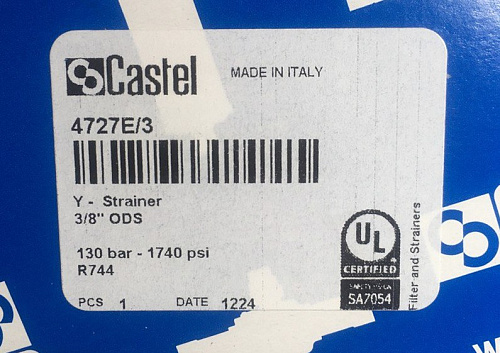 Castel
MADE IN ITALY
4727E/3
Y - Strainer
3/8" ODS
130 bar - 1740 psi
R744
PCS 1 DATE 1224
UL
CERTIFIED
SA7054
Filter and Strainers
W